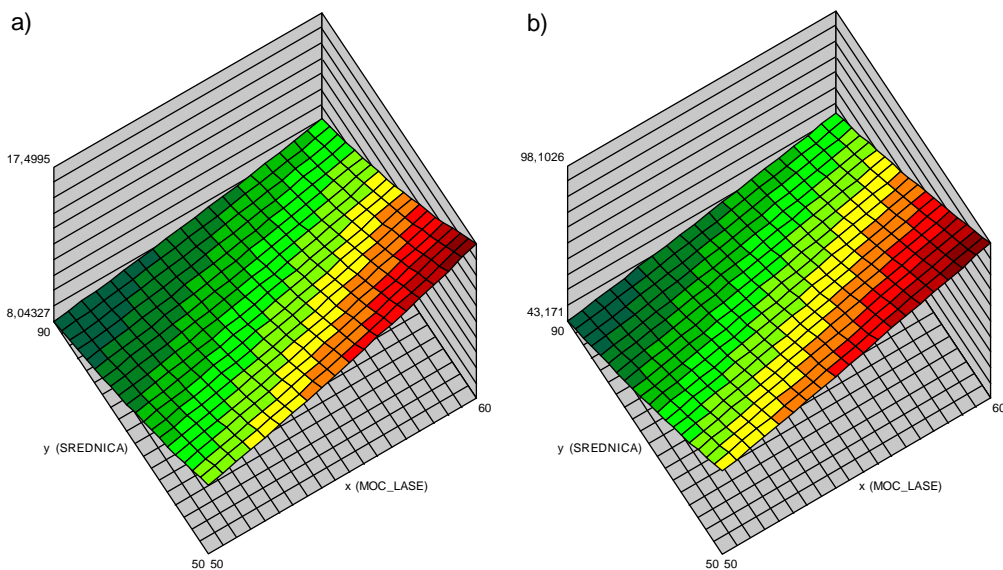 a)
17,4995
8,04327
90
y (SREDNICA)
x (MOC_LASE)
60
50 50
b)
98,1026
43,171
90
y (SREDNICA)
x (MOC_LASE)
60
50 50